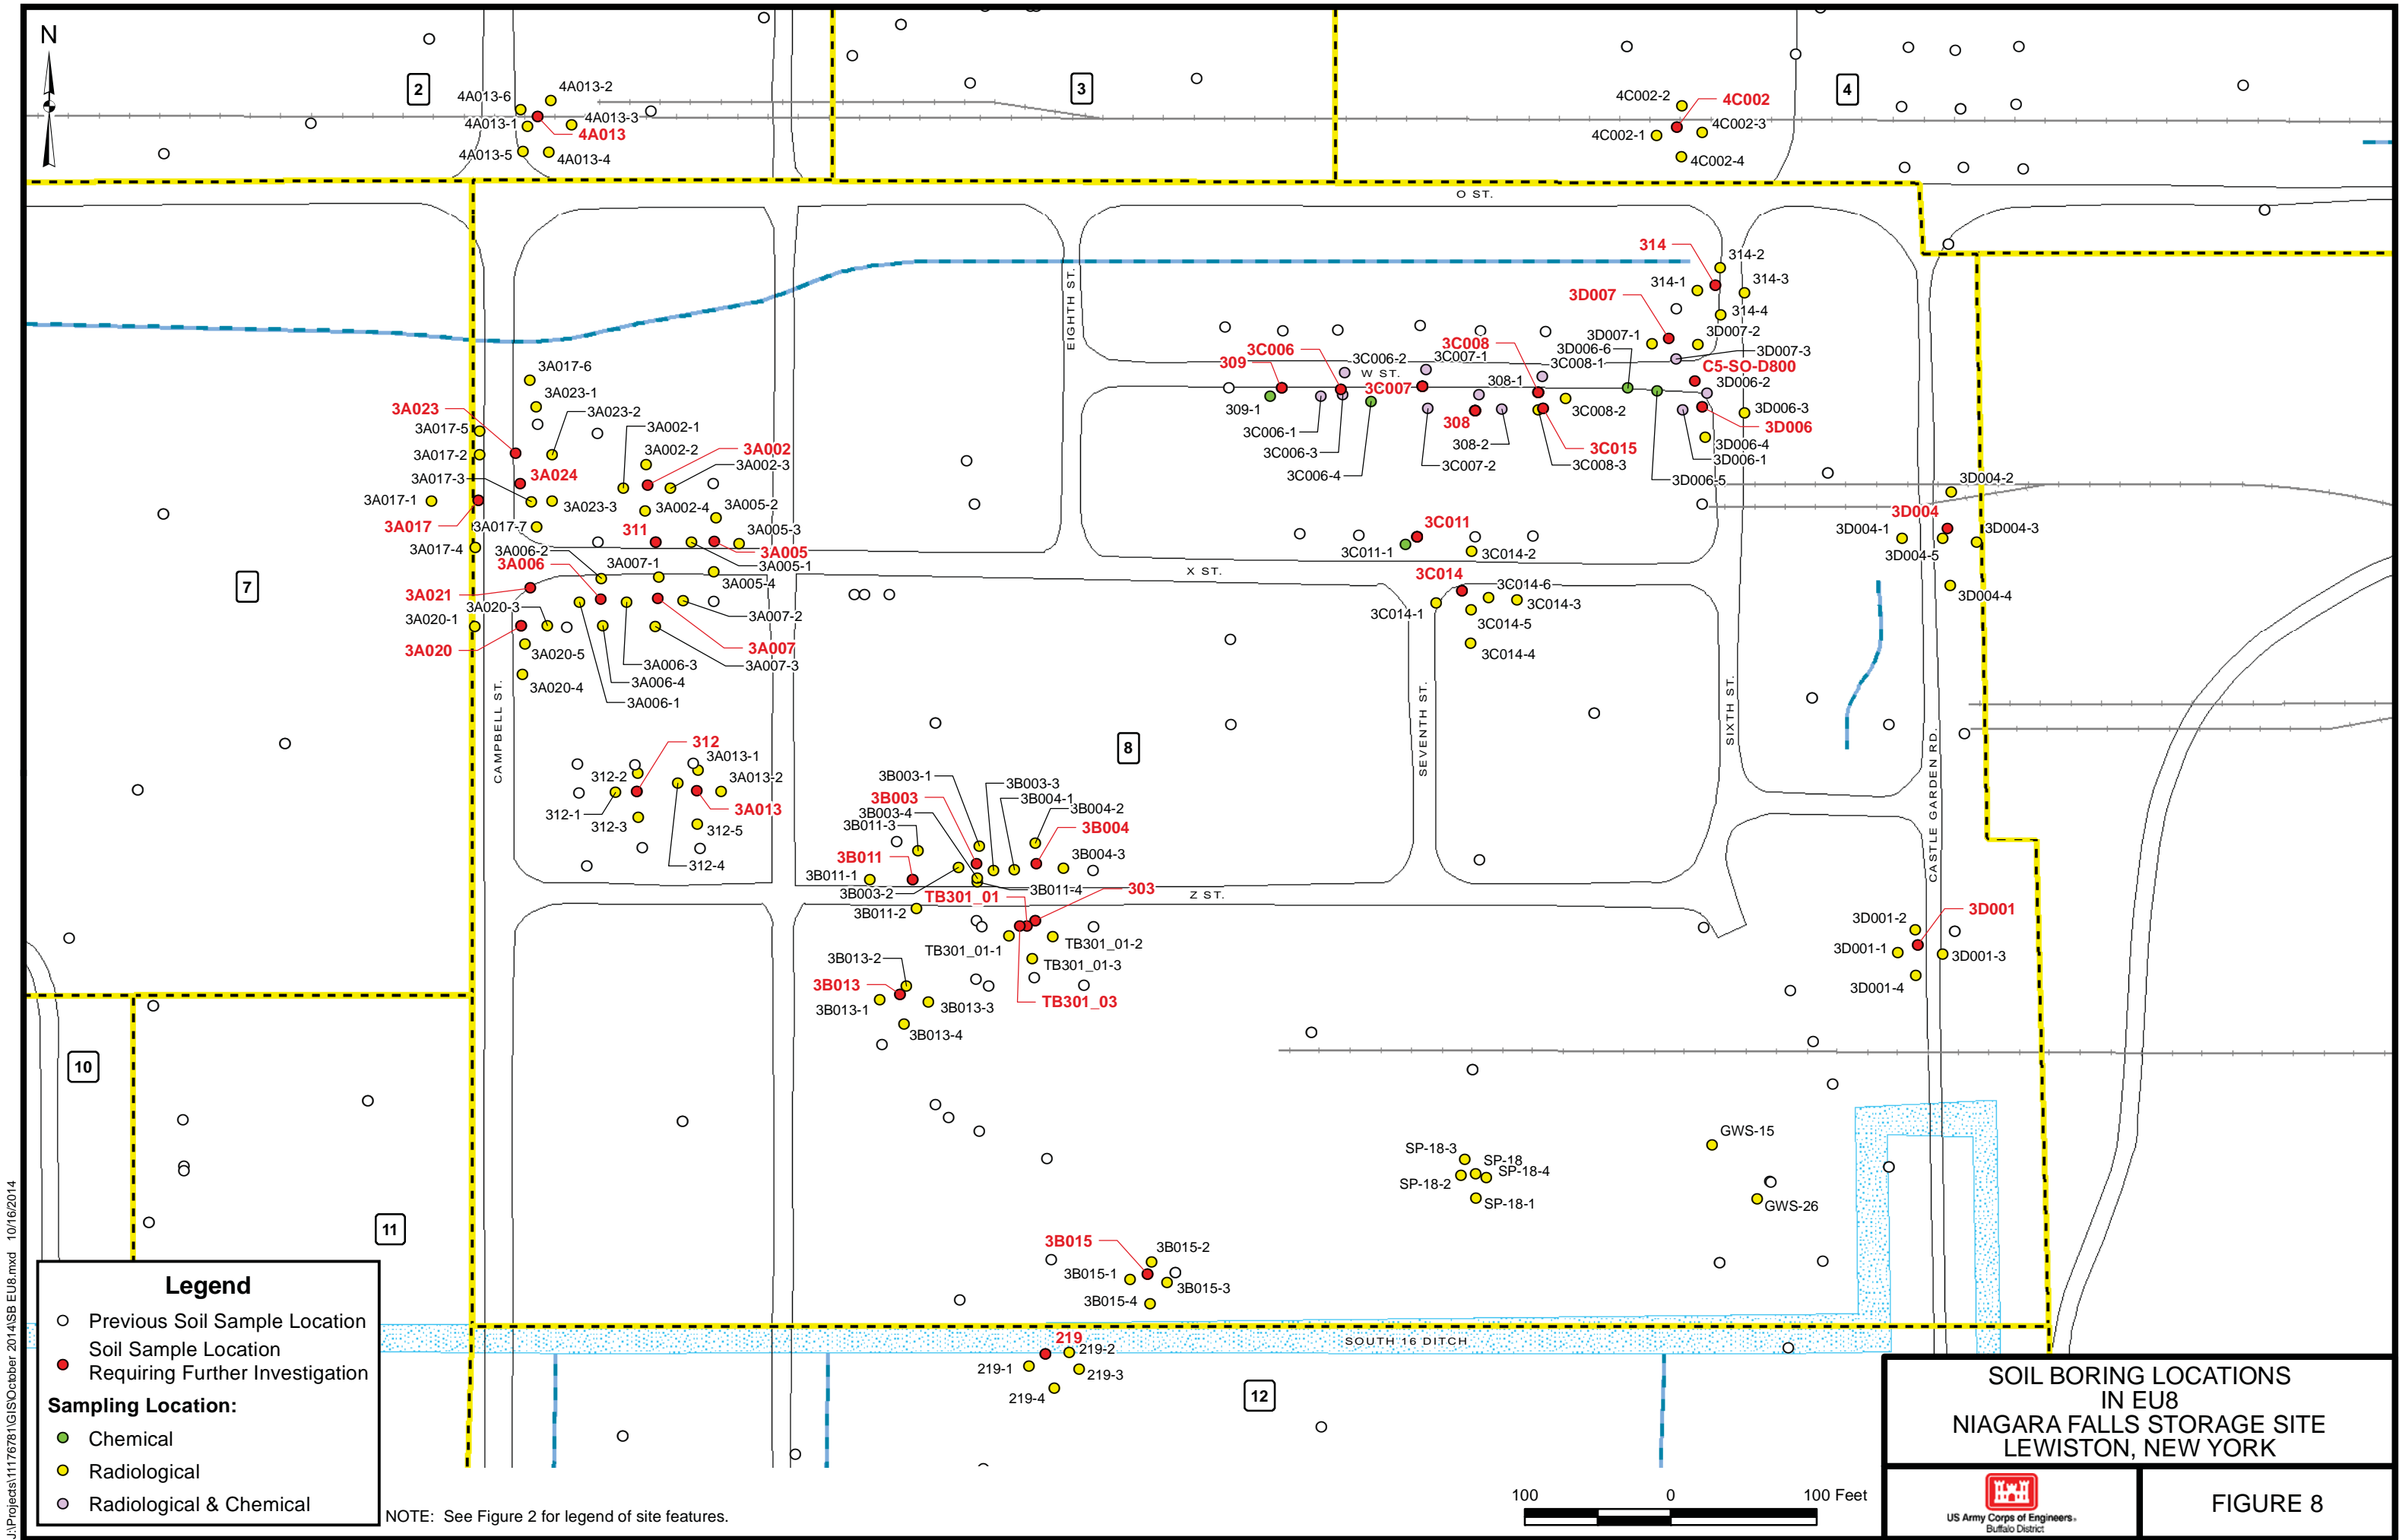 N
2
3
4
4A013-6
4A013-2
4A013-1
4A013-3
4A013
4A013-5
4A013-4
4C002-2
4C002
4C002-1
4C002-3
4C002-4
O ST.
EIGHTH ST.
314
314-2
314-1
314-3
314-4
3D007
3D007-1
3D007-2
3D007-3
3D006-6
3C008
3C008-1
3C006
3C006-2
3C007-1
309
W ST.
3C007
308-1
C5-SO-D800
3D006-2
309-1
3C006-1
3C006-3
3C006-4
308
308-2
3C007-2
3C008-2
3C015
3C008-3
3D006-3
3D006
3D006-4
3D006-1
3D006-5
3A017-6
3A023-1
3A023
3A023-2
3A017-5
3A002-1
3A017-2
3A002-2
3A002
3A024
3A002-3
3A017-3
3A017-1
3A023-3
3A002-4
3A005-2
3A017
3A017-7
311
3A005-3
3A017-4
3A006-2
3A005
3A006
3A007-1
3A005-1
3A005-4
3A021
3A020-3
3A007-2
3A020-1
3A020
3A020-5
3A007
3A006-3
3A007-3
3A020-4
3A006-4
3A006-1
7
CAMPBELL ST.
3C011
3C011-1
3C014-2
X ST.
3C014
3C014-6
3C014-1
3C014-3
3C014-5
3C014-4
3D004-2
3D004
3D004-1
3D004-3
3D004-5
3D004-4
SEVENTH ST.
SIXTH ST.
CASTLE GARDEN RD.
8
312
3A013-1
312-2
3A013-2
312-1
3A013
312-3
312-5
312-4
3B003-1
3B003-3
3B003
3B004-1
3B003-4
3B004-2
3B011-3
3B004
3B011
3B004-3
3B011-1
3B003-2
3B011-4
303
TB301_01
Z ST.
3B011-2
TB301_01-1
TB301_01-2
TB301_01-3
3B013-2
3B013
TB301_03
3B013-1
3B013-3
3B013-4
3D001-2
3D001
3D001-1
3D001-3
3D001-4
10
11
GWS-15
SP-18-3
SP-18
SP-18-4
SP-18-2
SP-18-1
GWS-26
3B015
3B015-2
3B015-1
3B015-3
3B015-4
SOUTH 16 DITCH
219
219-2
219-1
219-3
219-4
12
Legend
Previous Soil Sample Location
Soil Sample Location
Requiring Further Investigation
Sampling Location:
Chemical
Radiological
Radiological & Chemical
NOTE: See Figure 2 for legend of site features.
100 0 100 Feet
SOIL BORING LOCATIONS
IN EU8
NIAGARA FALLS STORAGE SITE
LEWISTON, NEW YORK
US Army Corps of Engineers®
Buffalo District
FIGURE 8
J:\Projects\11176781\GIS\October 2014\SB EU8.mxd 10/16/2014